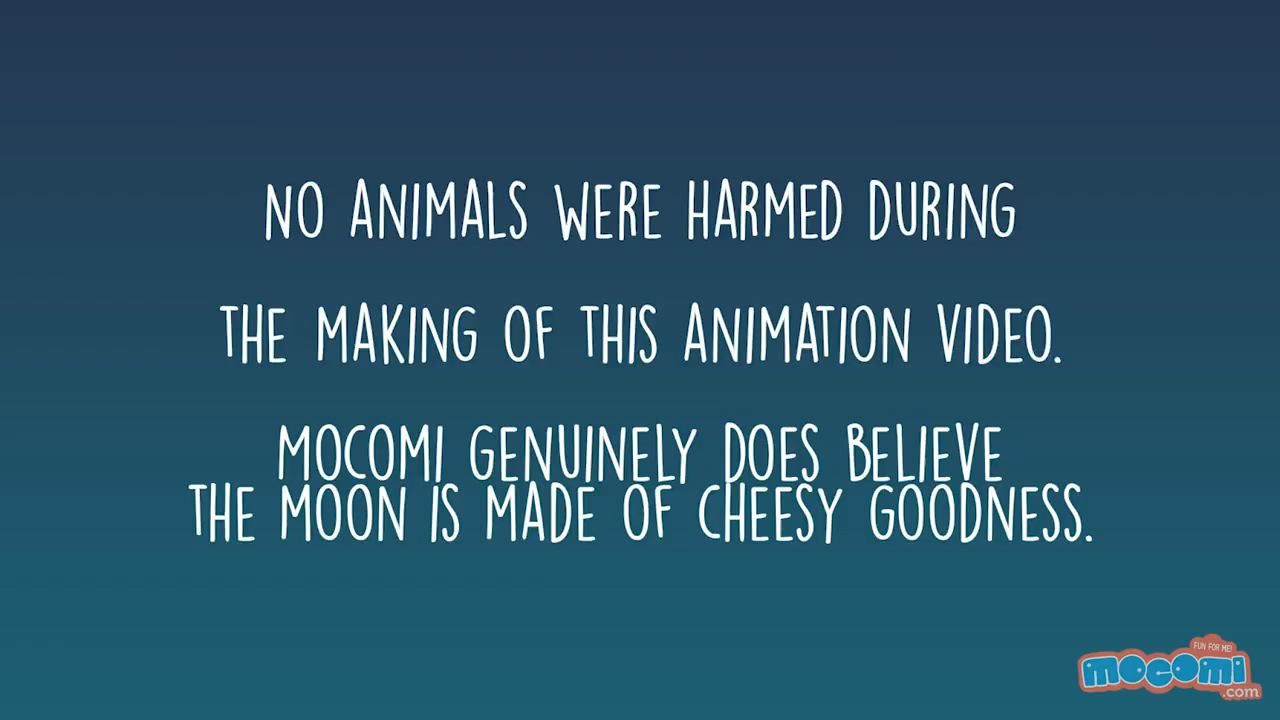 NO ANIMALS WERE HARMED DURING
THE MAKING OF THIS ANIMATION VIDEO.
MOCOMI GENUINELY DOES BELIEVE
THE MOON IS MADE OF CHEESY GOODNESS.
FUN FOR ME!
mocomi
.com